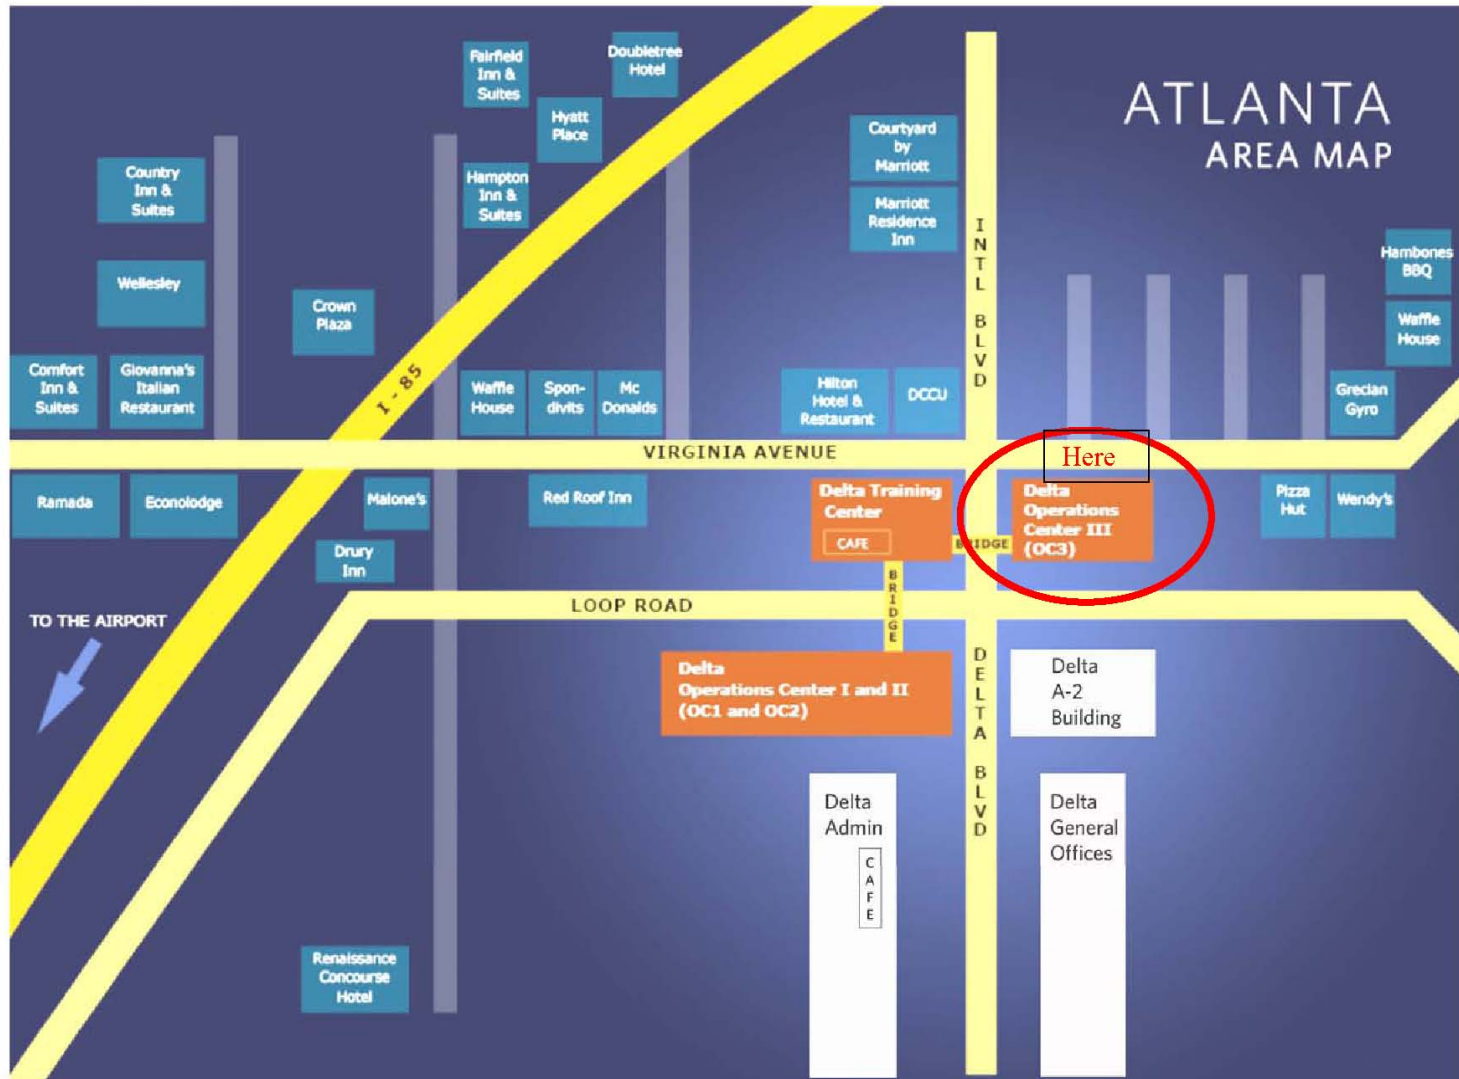 ATLANTA
AREA MAP
Fairfield
Inn &
Suites
Doubletree
Hotel
Hyatt
Place
Hampton
Inn &
Suites
Country
Inn &
Suites
Wellesley
Crown
Plaza
Comfort
Inn &
Suites
Giovanna's
Italian
Restaurant
I - 85
Waffle
House
Spon-
divits
Mc
Donalds
Courtyard
by
Marriott
Marriott
Residence
Inn
INTL BLVD
Hilton
Hotel &
Restaurant
DCCU
Hambones
BBQ
Waffle
House
Grecian
Gyro
VIRGINIA AVENUE
Here
Ramada
Econolodge
Malone's
Drury
Inn
Red Roof Inn
Delta Training
Center
CAFE
BRIDGE
Delta
Operations
Center III
(OC3)
Pizza
Hut
Wendy's
BRIDGE
LOOP ROAD
TO THE AIRPORT
Delta
Operations Center I and II
(OC1 and OC2)
DELTA BLVD
Delta
A-2
Building
Delta
Admin
CAFE
Delta
General
Offices
Renaissance
Concourse
Hotel